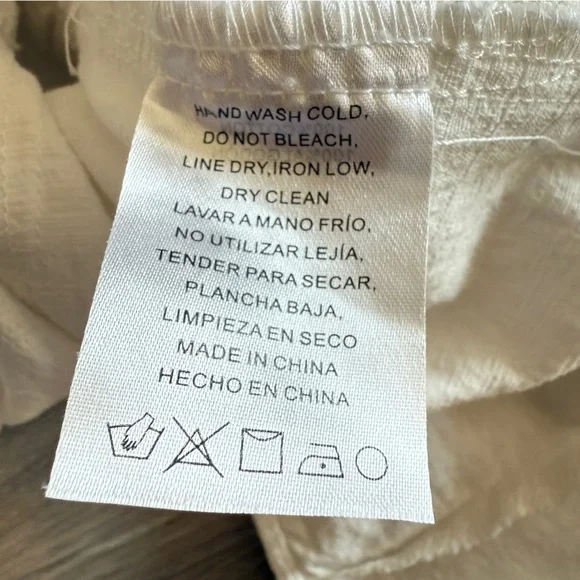 HAND WASH COLD,
DO NOT BLEACH,
LINE DRY,IRON LOW,
DRY CLEAN
LAVAR A MANO FRÍO,
NO UTILIZAR LEJÍA,
TENDER PARA SECAR,
PLANCHA BAJA,
LIMPIEZA EN SECO
MADE IN CHINA
HECHO EN CHINA